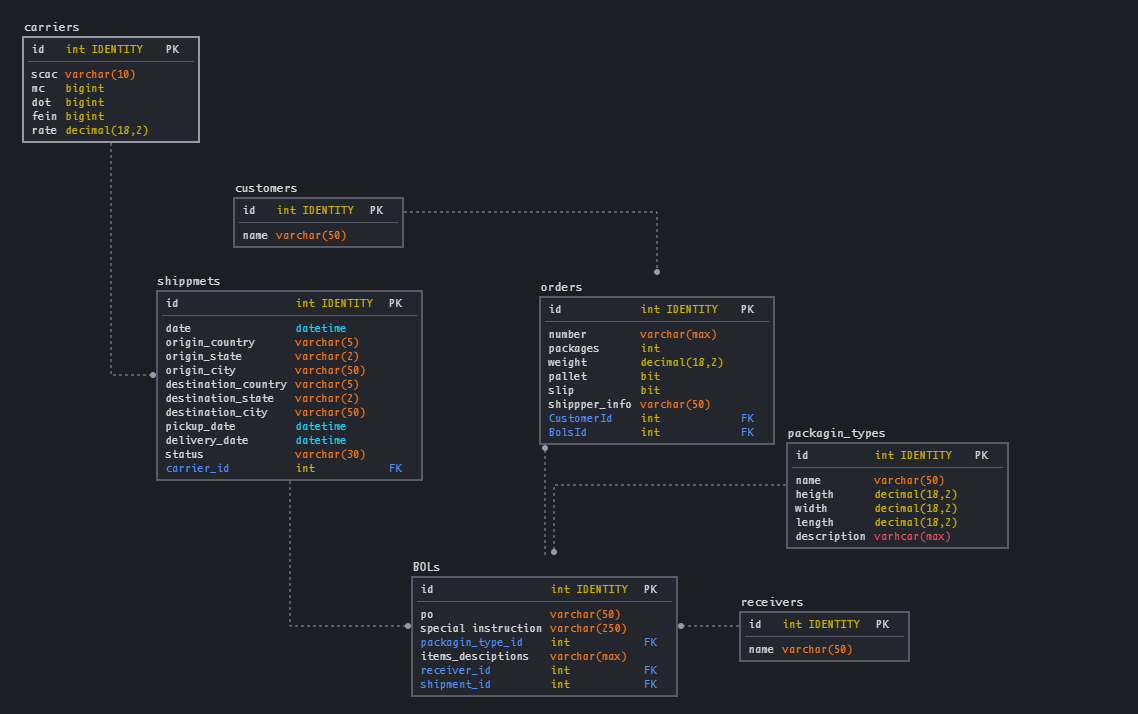 carriers
id int IDENTITY PK
scac varchar(10)
mc bigint
dot bigint
fein bigint
rate decimal(18,2)
customers
id int IDENTITY PK
name varchar(50)
shippmets
id int IDENTITY PK
date datetime
origin_country varchar(5)
origin_state varchar(2)
origin_city varchar(50)
destination_country varchar(5)
destination_state varchar(2)
destination_city varchar(50)
pickup_date datetime
delivery_date datetime
status varchar(30)
carrier_id int FK
orders
id int IDENTITY PK
number varchar(max)
packages int
weight decimal(18,2)
pallet bit
slip bit
shippper_info varchar(50)
CustomerId int FK
BolsId int FK
packagin_types
id int IDENTITY PK
name varchar(50)
heigth decimal(18,2)
width decimal(18,2)
length decimal(18,2)
description varhcar(max)
BOLs
id int IDENTITY PK
po varchar(50)
special instruction varchar(250)
packagin_type_id int FK
items_desciptions varchar(max)
receiver_id int FK
shipment_id int FK
receivers
id int IDENTITY PK
name varchar(50)